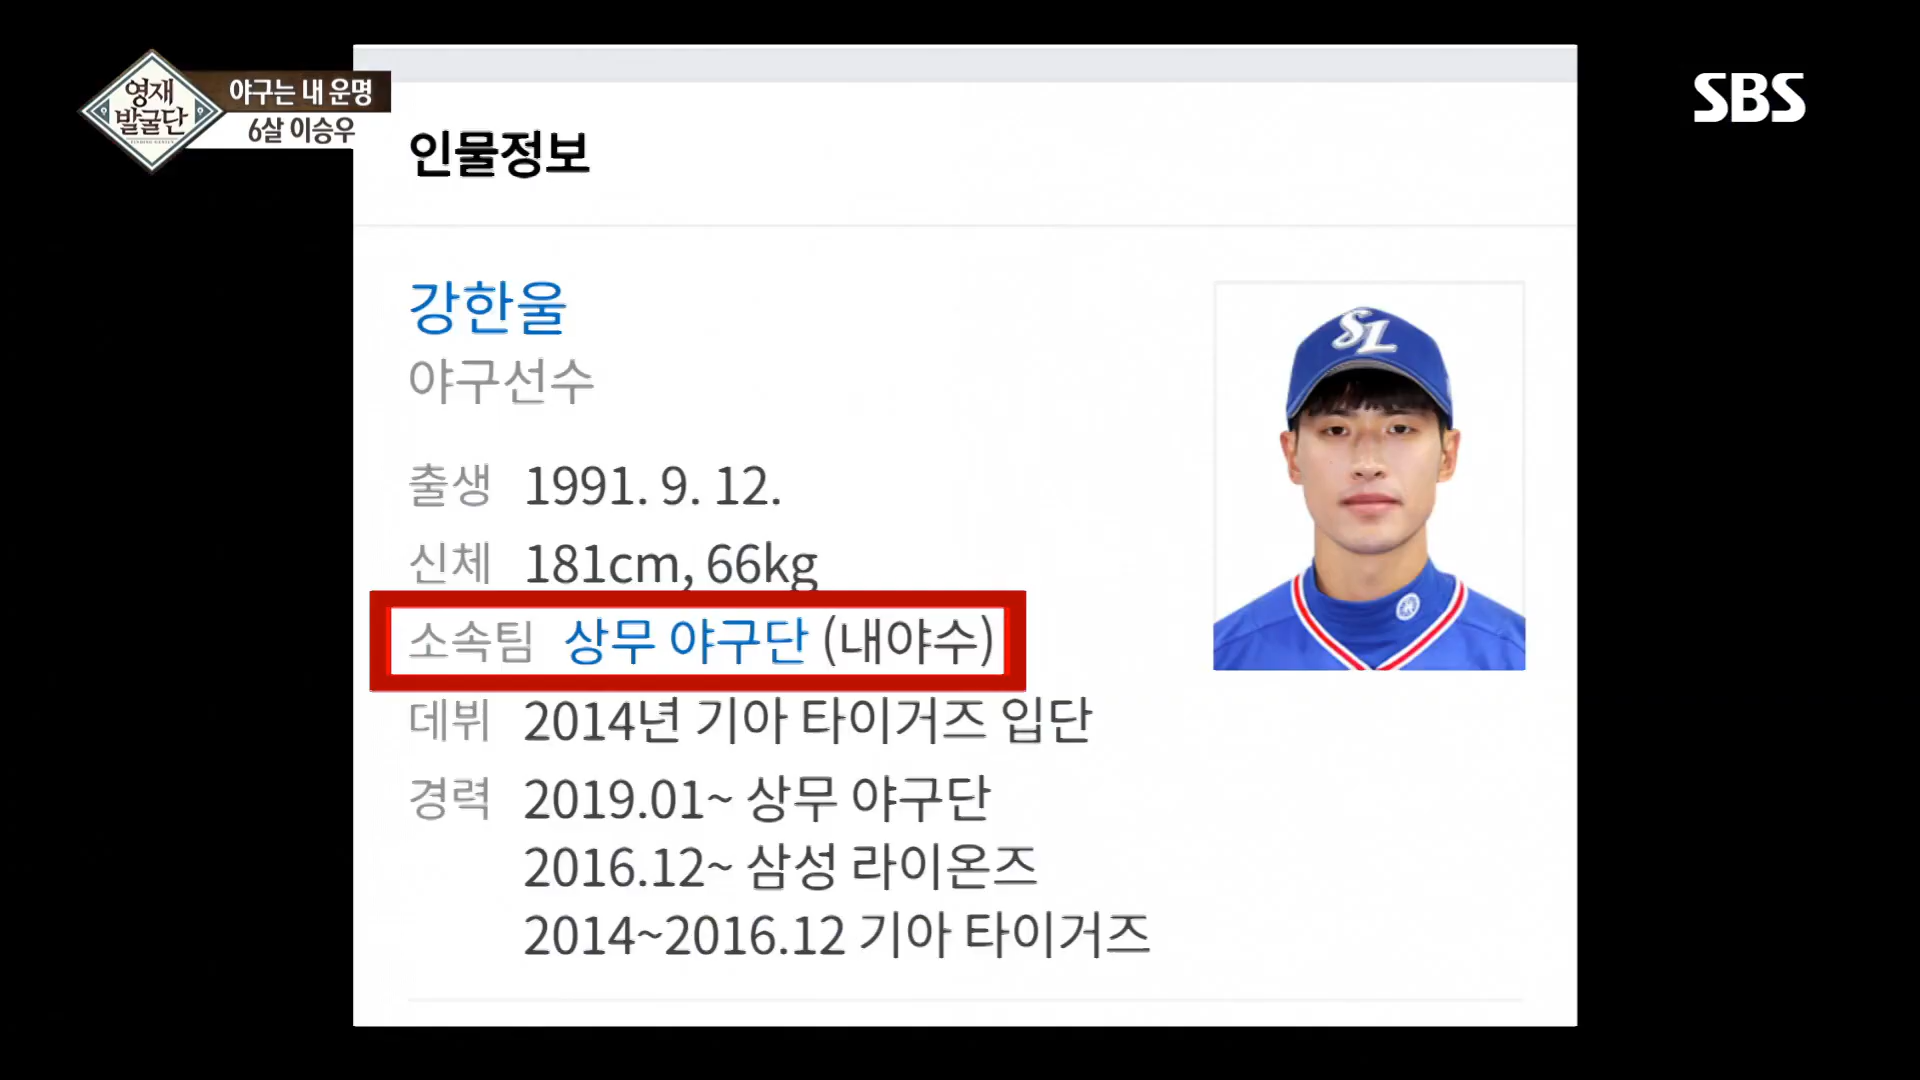 영재
발굴단
야구는 내 운명
6살 이승우
SBS
인물정보
강한울
야구선수
출생 1991. 9. 12.
신체 181cm, 66kg
소속팀 상무 야구단 (내야수)
데뷔 2014년 기아 타이거즈 입단
경력 2019.01~ 상무 야구단
2016.12~ 삼성 라이온즈
2014~2016.12 기아 타이거즈
SL